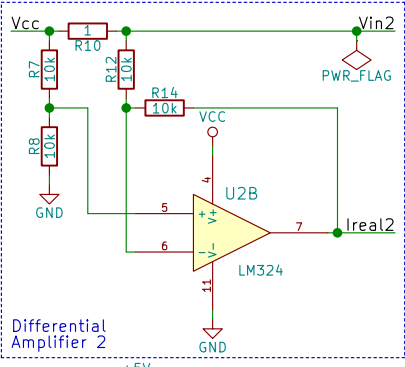 Vcc
1
R10
Vin2
R7
10k
R12
10k
PWR_FLAG
R14
10k
R8
10k
VCC
GND
4
U2B
5
+
V+
7
Ireal2
6
-
V-
LM324
11
GND
Differential
Amplifier 2